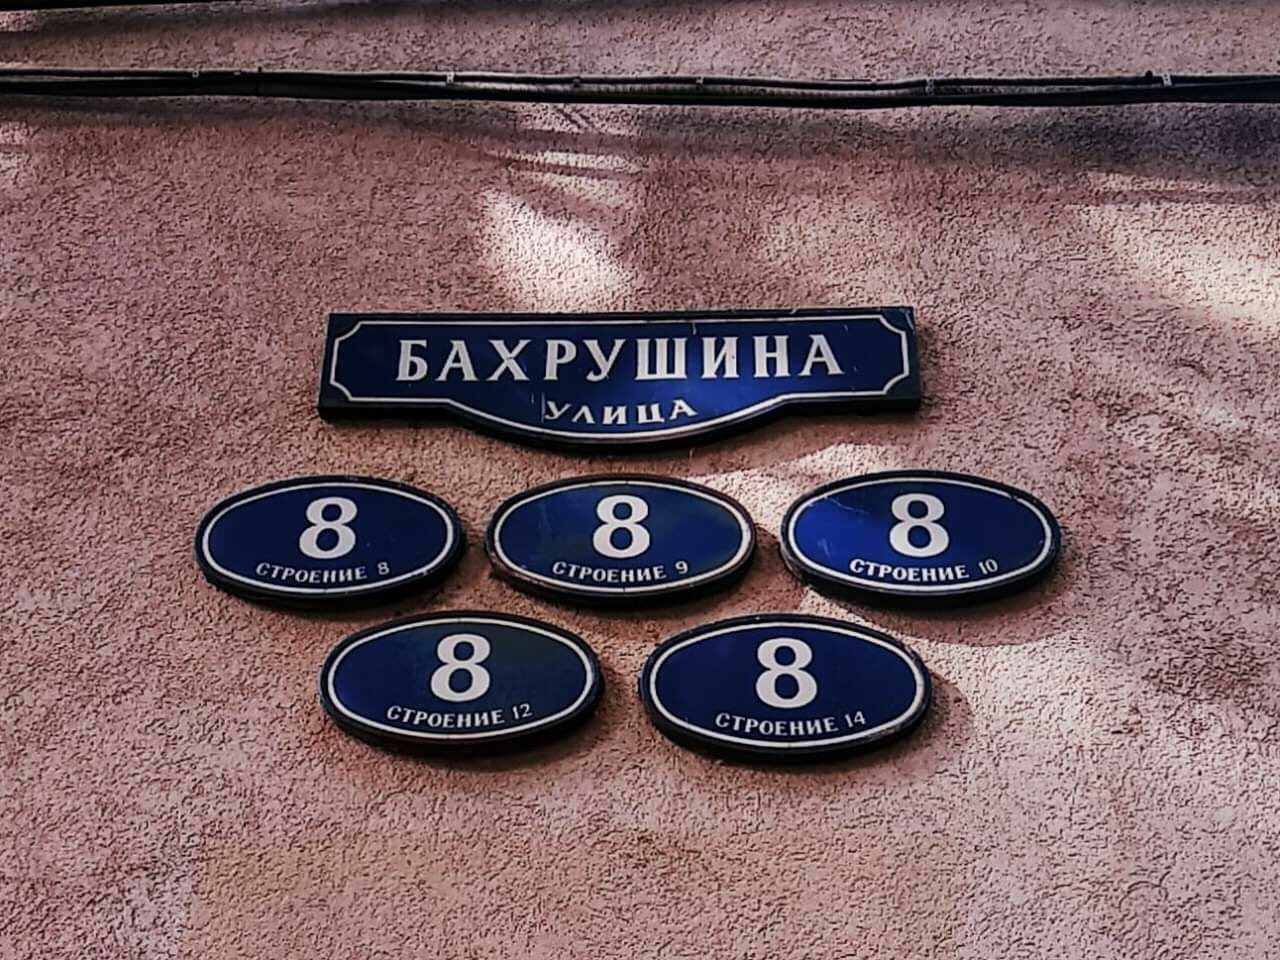 БАХРУШИНА
УЛИЦА
8
СТРОЕНИЕ 8
8
СТРОЕНИЕ 9
8
СТРОЕНИЕ 10
8
СТРОЕНИЕ 12
8
СТРОЕНИЕ 14